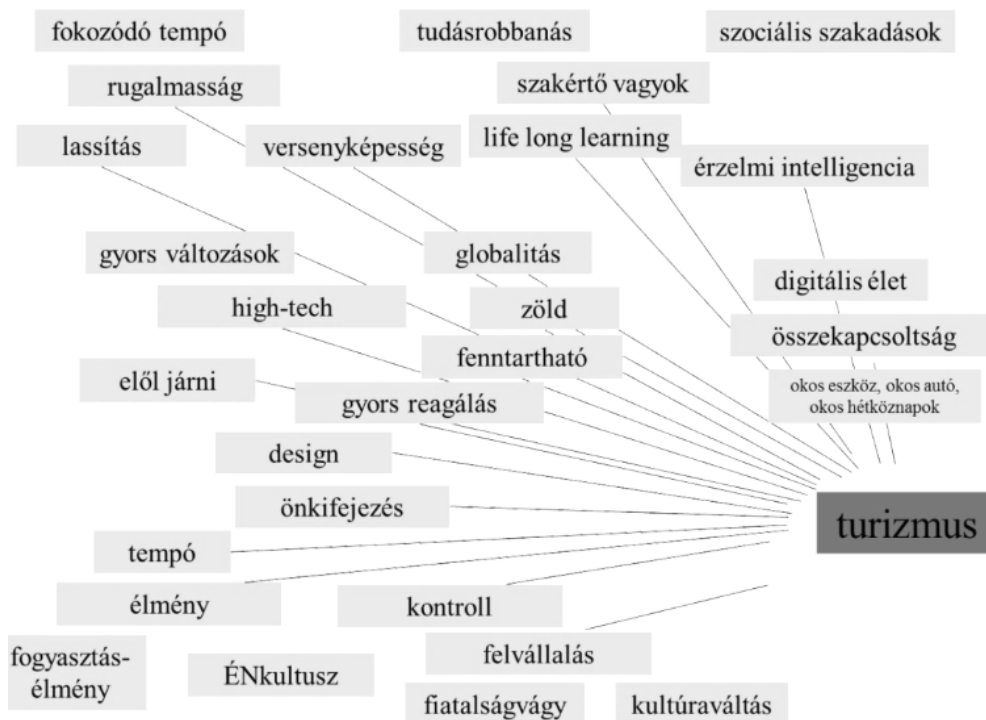 fokozódó tempó
tudásrobbanás
szociális szakadások
rugalmasság
szakértő vagyok
lassítás
versenyképesség
life long learning
érzelmi intelligencia
gyors változások
globalitás
digitális élet
high-tech
zöld
összekapcsoltság
fenntartható
elől járni
gyors reagálás
okos eszköz, okos autó,
okos hétköznapok
design
önkifejezés
turizmus
tempó
élmény
kontroll
felvállalás
fogyasztás-
élmény
ÉNkultusz
fiatalságvágy
kultúraváltás